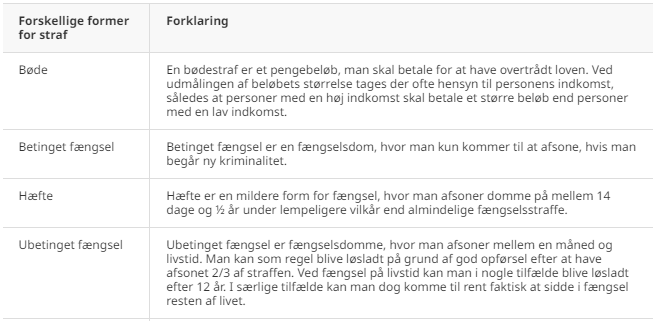 Forskellige former
for straf
Forklaring
Bøde
En bødestraf er et pengebeløb, man skal betale for at have overtrådt loven. Ved
udmålingen af beløbets størrelse tages der ofte hensyn til personens indkomst,
således at personer med en høj indkomst skal betale et større beløb end personer
med en lav indkomst.
Betinget fængsel
Betinget fængsel er en fængselsdom, hvor man kun kommer til at afsone, hvis man
begår ny kriminalitet.
Hæfte
Hæfte er en mildere form for fængsel, hvor man afsoner domme på mellem 14
dage og ½ år under lempeligere vilkår end almindelige fængselsstraffe.
Ubetinget fængsel
Ubetinget fængsel er fængselsdomme, hvor man afsoner mellem en måned og
livstid. Man kan som regel blive løsladt på grund af god opførsel efter at have
afsonet 2/3 af straffen. Ved fængsel på livstid kan man i nogle tilfælde blive løsladt
efter 12 år. I særlige tilfælde kan man dog komme til rent faktisk at sidde i fængsel
resten af livet.